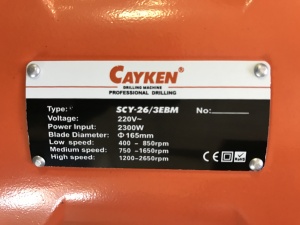 CAYKEN®
DRILLING MACHINE
PROFESSIONAL DRILLING
Type: SCY-26/3EBM No:
Voltage: 220V~
Power Input: 2300W
Blade Diameter: Φ165mm
Low speed: 400 - 850rpm
Medium speed: 750 -1650rpm
High speed: 1200-2650rpm
CE